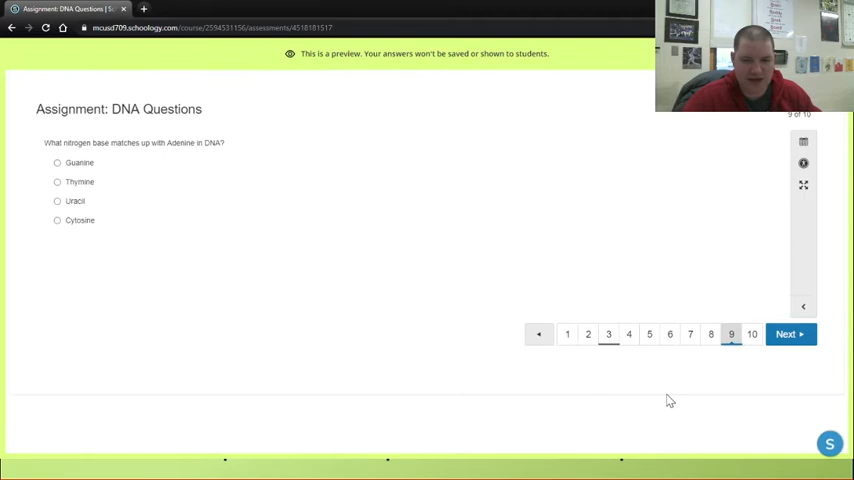 Assignment: DNA Questions | S
mcusd709.schoology.com/course/2594531156/assessments/4518181517
This is a preview. Your answers won't be saved or shown to students.
Assignment: DNA Questions
9 of 10
What nitrogen base matches up with Adenine in DNA?
Guanine
Thymine
Uracil
Cytosine
1 2 3 4 5 6 7 8 9 10 Next
S